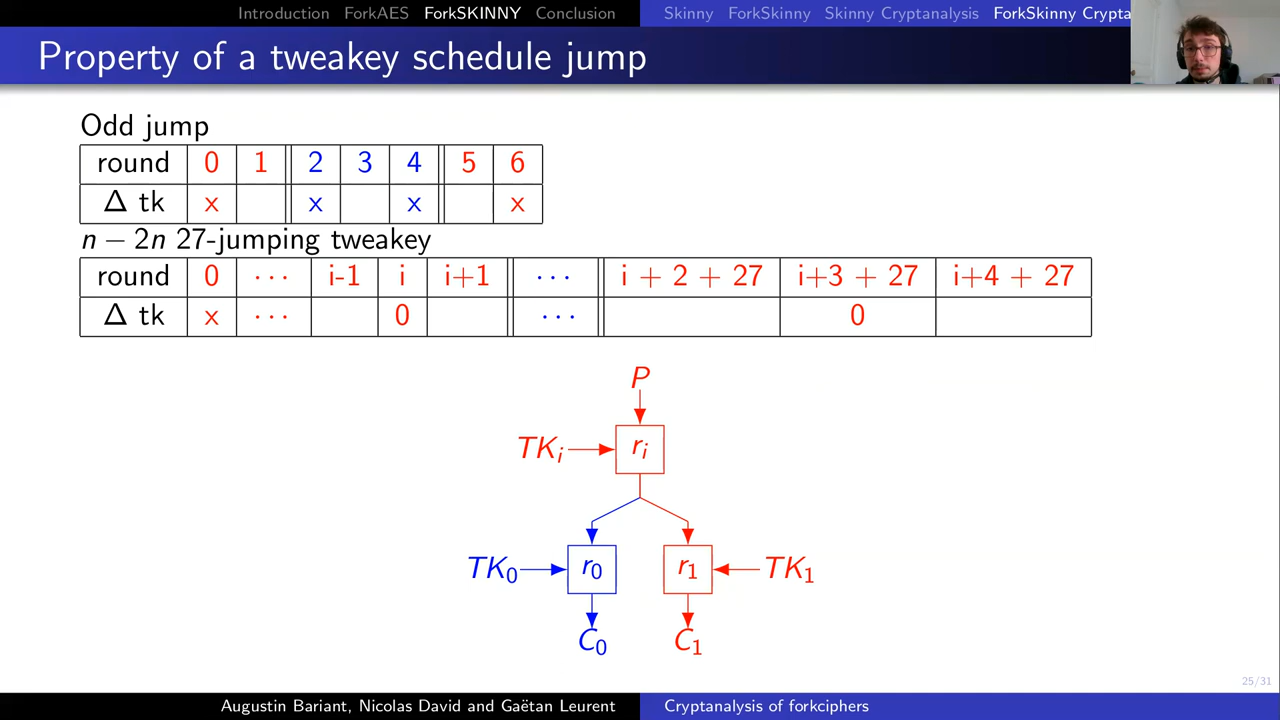 Introduction ForkAES ForkSKINNY Conclusion Skinny ForkSkinny Skinny Cryptanalysis ForkSkinny Crypta
Property of a tweakey schedule jump
Odd jump
round 0 1 2 3 4 5 6
Δ tk x x x x
n − 2n 27-jumping tweakey
round 0 ··· i-1 i i+1 ··· i + 2 + 27 i+3 + 27 i+4 + 27
Δ tk x ··· 0 ··· 0
P
TK_i r_i
TK_0 r_0 r_1 TK_1
C_0 C_1
25/31
Augustin Bariant, Nicolas David and Gaëtan Leurent Cryptanalysis of forkciphers